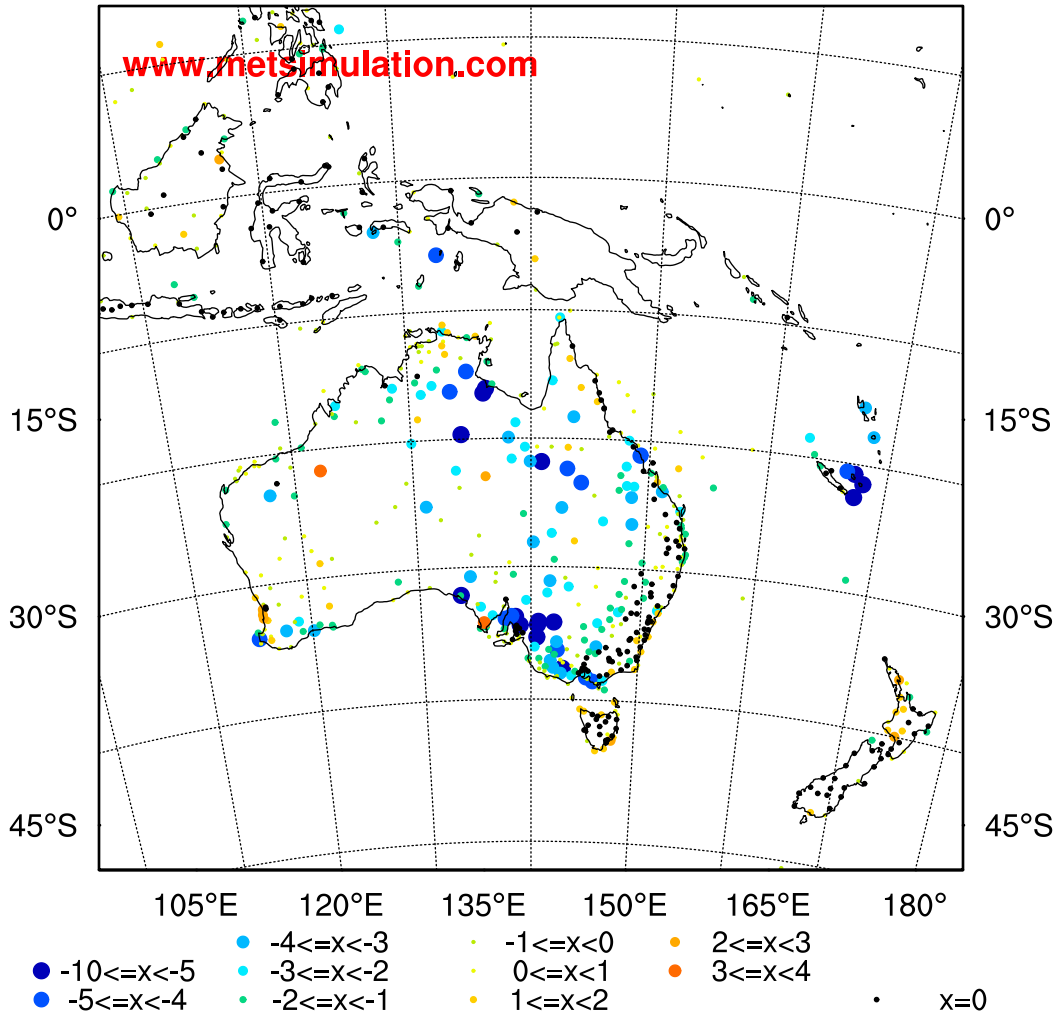 www.metsimulation.com
0° 0°
15°S 15°S
30°S 30°S
45°S 45°S
105°E 120°E 135°E 150°E 165°E 180°
-4<=x<-3 -1<=x<0 2<=x<3
-10<=x<-5 -3<=x<-2 0<=x<1 3<=x<4
-5<=x<-4 -2<=x<-1 1<=x<2 x=0